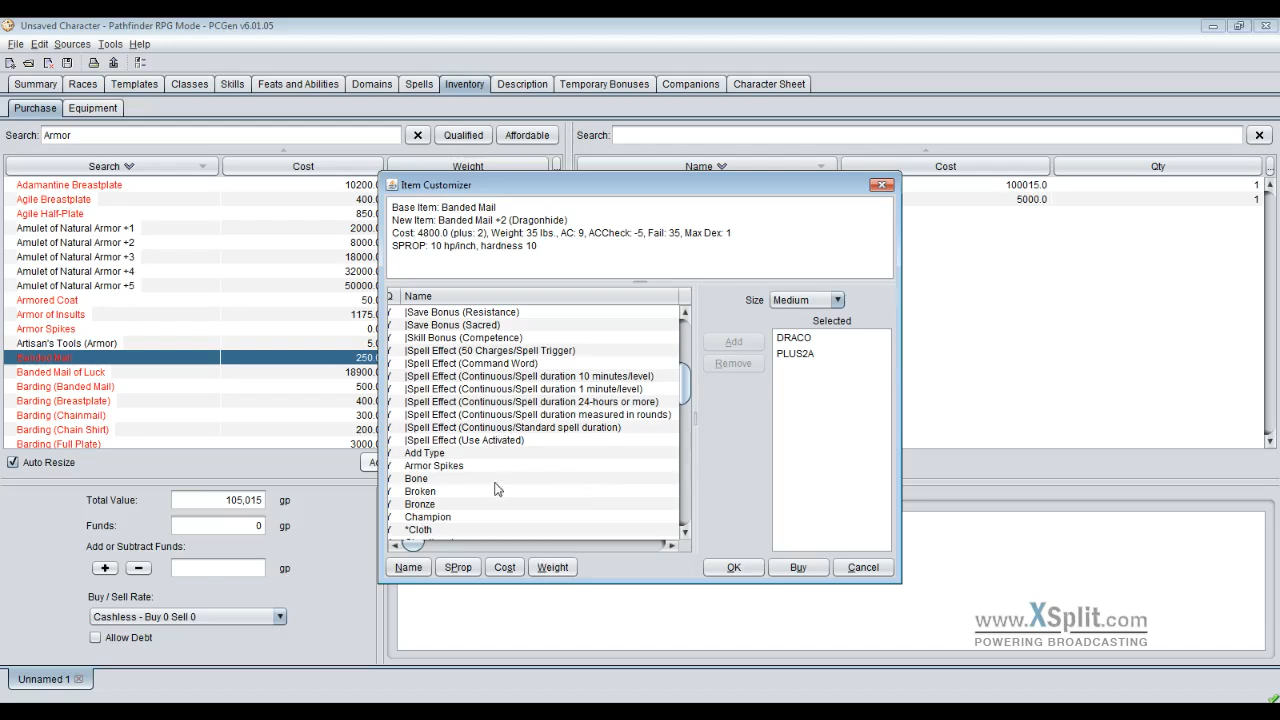 Unsaved Character - Pathfinder RPG Mode - PCGen v6.01.05
File Edit Sources Tools Help
Summary Races Templates Classes Skills Feats and Abilities Domains Spells Inventory Description Temporary Bonuses Companions Character Sheet
Purchase Equipment
Search: Armor Qualified Affordable Search:
Search Cost Weight Name Cost Qty
Adamantine Breastplate 10200. 100015.0 1
Agile Breastplate 400. 5000.0 1
Agile Half-Plate 850.
Amulet of Natural Armor +1 2000.
Amulet of Natural Armor +2 8000.
Amulet of Natural Armor +3 18000.
Amulet of Natural Armor +4 32000.
Amulet of Natural Armor +5 50000.
Armored Coat 50.
Armor of Insults 1175.
Armor Spikes 0.
Artisan's Tools (Armor) 5.
Banded Mail 250.
Banded Mail of Luck 18900.
Barding (Banded Mail) 500.
Barding (Breastplate) 400.
Barding (Chainmail) 300.
Barding (Chain Shirt) 200.
Barding (Full Plate) 3000.
Auto Resize
Total Value: 105,015 gp
Funds: 0 gp
Add or Subtract Funds:
+ - gp
Buy / Sell Rate:
Cashless - Buy 0 Sell 0
Allow Debt
Unnamed 1
Item Customizer
Base Item: Banded Mail
New Item: Banded Mail +2 (Dragonhide)
Cost: 4800.0 (plus: 2), Weight: 35 lbs., AC: 9, ACCheck: -5, Fail: 35, Max Dex: 1
SPROP: 10 hp/inch, hardness 10
Q Name
Y |Save Bonus (Resistance)
Y |Save Bonus (Sacred)
Y |Skill Bonus (Competence)
Y |Spell Effect (50 Charges/Spell Trigger)
Y |Spell Effect (Command Word)
Y |Spell Effect (Continuous/Spell duration 10 minutes/level)
Y |Spell Effect (Continuous/Spell duration 1 minute/level)
Y |Spell Effect (Continuous/Spell duration 24-hours or more)
Y |Spell Effect (Continuous/Spell duration measured in rounds)
Y |Spell Effect (Continuous/Standard spell duration)
Y |Spell Effect (Use Activated)
Y Add Type
Y Armor Spikes
Y Bone
Y Broken
Y Bronze
Y Champion
Y *Cloth
Size Medium
Selected
Add
Remove
DRACO
PLUS2A
Name SProp Cost Weight OK Buy Cancel
www.XSplit.com
POWERING BROADCASTING